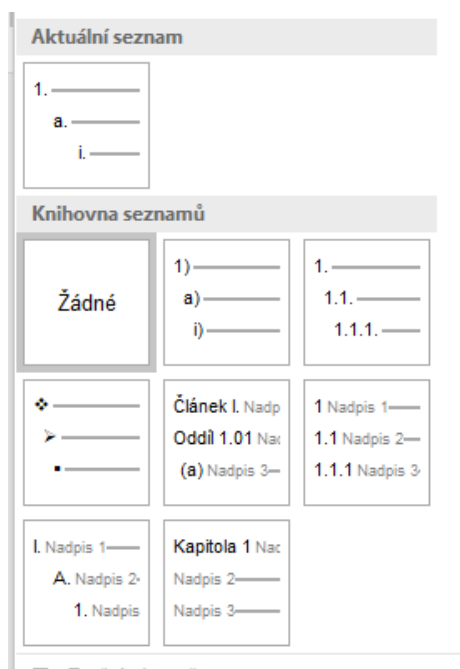 Aktuální seznam
1.
a.
i.
Knihovna seznamů
Žádné
1)
a)
i)
1.
1.1.
1.1.1.
Článek I. Nadp
Oddíl 1.01 Nac
(a) Nadpis 3
1 Nadpis 1
1.1 Nadpis 2
1.1.1 Nadpis 3
I. Nadpis 1
A. Nadpis 2
1. Nadpis
Kapitola 1 Nac
Nadpis 2
Nadpis 3